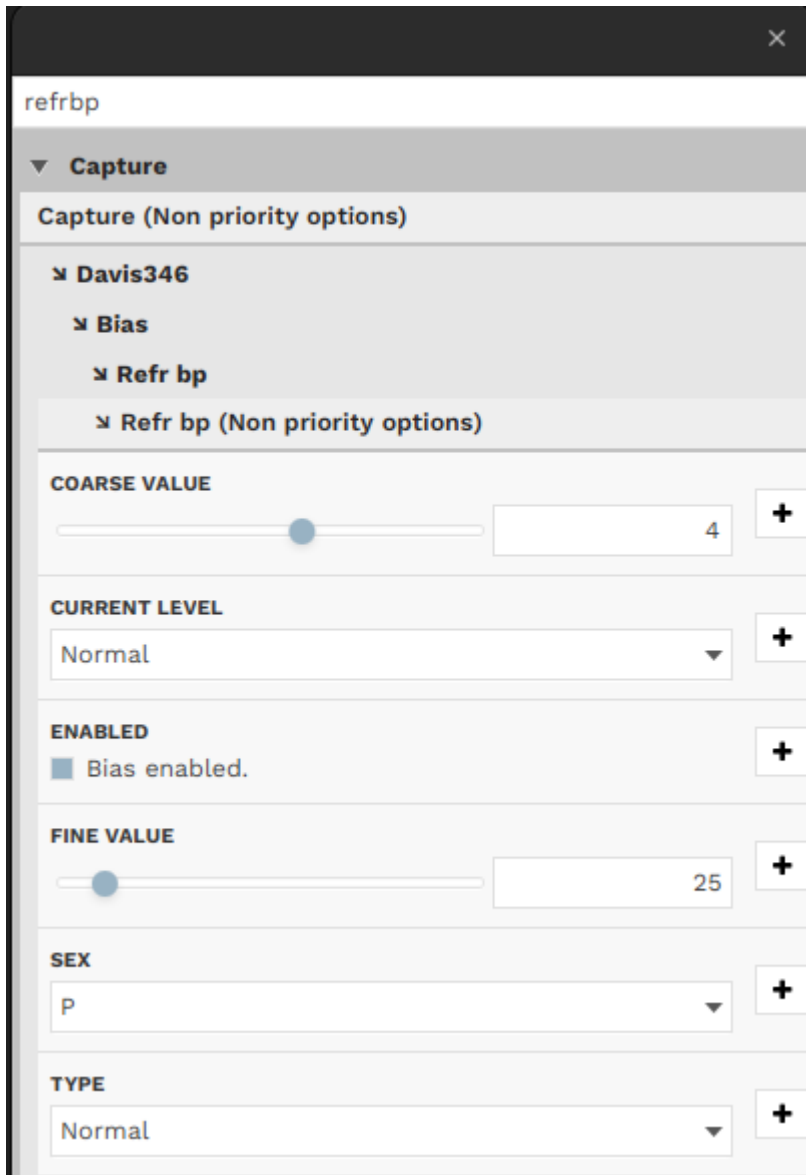 refrbp
Capture
Capture (Non priority options)
Davis346
Bias
Refr bp
Refr bp (Non priority options)
COARSE VALUE
4
CURRENT LEVEL
Normal
ENABLED
Bias enabled.
FINE VALUE
25
SEX
P
TYPE
Normal